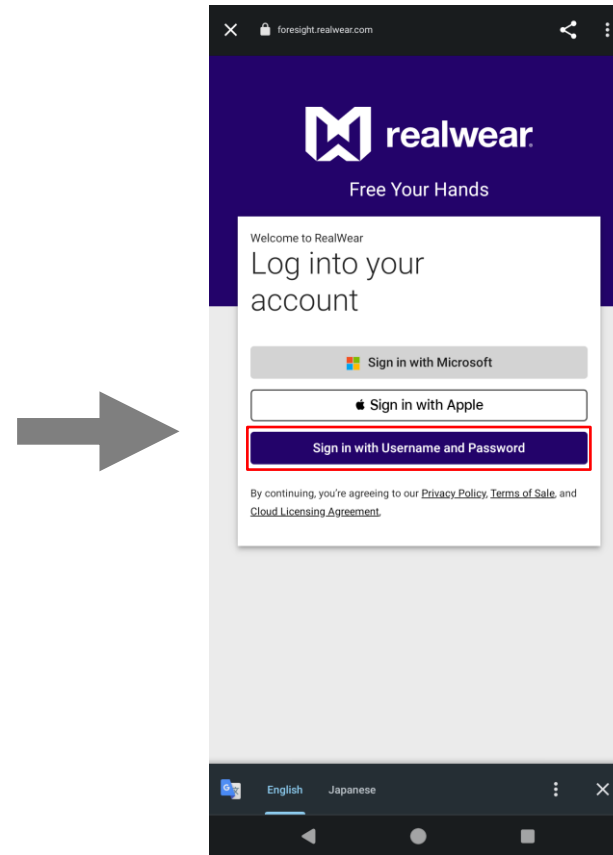 foresight.realwear.com
realwear
Free Your Hands
Welcome to RealWear
Log into your
account
Sign in with Microsoft
Sign in with Apple
Sign in with Username and Password
By continuing, you're agreeing to our Privacy Policy, Terms of Sale, and
Cloud Licensing Agreement.
English Japanese